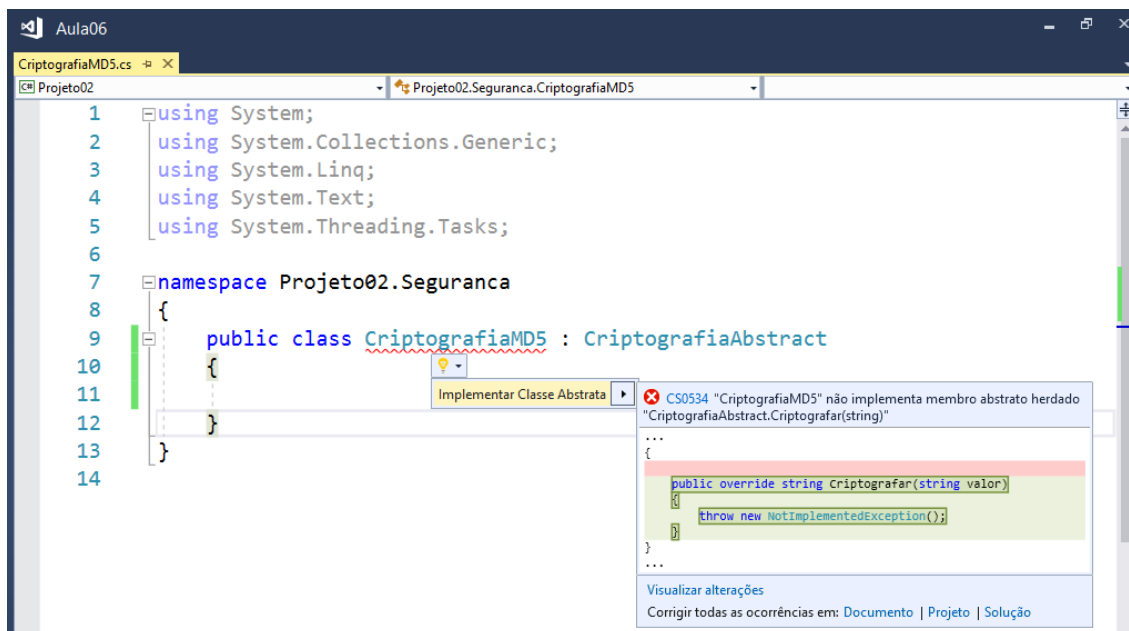 Aula06
CriptografiaMD5.cs
C# Projeto02
Projeto02.Seguranca.CriptografiaMD5
1 using System;
2 using System.Collections.Generic;
3 using System.Linq;
4 using System.Text;
5 using System.Threading.Tasks;
6
7 namespace Projeto02.Seguranca
8 {
9 public class CriptografiaMD5 : CriptografiaAbstract
10 {
11
Implementar Classe Abstrata
12 }
13 }
14
CS0534 "CriptografiaMD5" não implementa membro abstrato herdado
"CriptografiaAbstract.Criptografar(string)"
...
{
public override string Criptografar(string valor)
{
throw new NotImplementedException();
}
}
...
Visualizar alterações
Corrigir todas as ocorrências em: Documento | Projeto | Solução